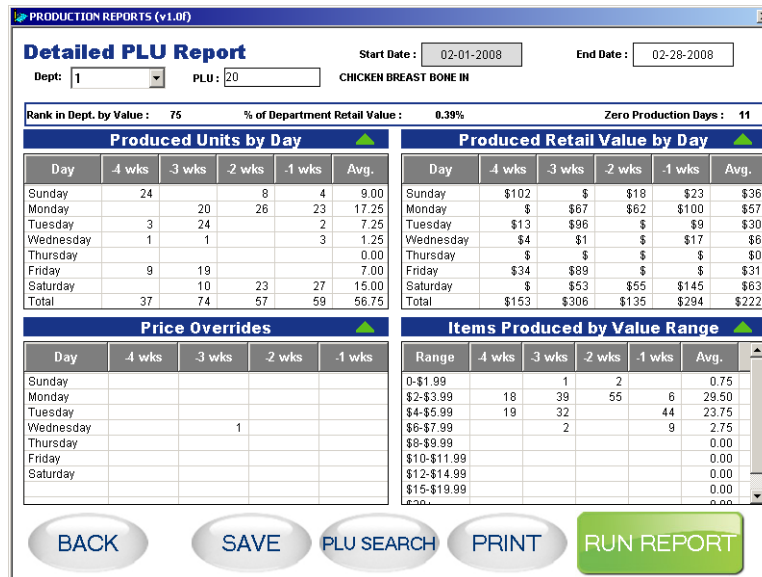 PRODUCTION REPORTS (v1.0f)
Detailed PLU Report Start Date : 02-01-2008 End Date : 02-28-2008
Dept: 1 PLU : 20 CHICKEN BREAST BONE IN
Rank in Dept. by Value : 75 % of Department Retail Value : 0.39% Zero Production Days : 11
Produced Units by Day
Day -4 wks -3 wks -2 wks -1 wks Avg.
Sunday 24 8 4 9.00
Monday 20 26 23 17.25
Tuesday 3 24 2 7.25
Wednesday 1 1 3 1.25
Thursday 0.00
Friday 9 19 7.00
Saturday 10 23 27 15.00
Total 37 74 57 59 56.75
Produced Retail Value by Day
Day -4 wks -3 wks -2 wks -1 wks Avg.
Sunday $102 $ $18 $23 $36
Monday $ $67 $62 $100 $57
Tuesday $13 $96 $ $9 $30
Wednesday $4 $1 $ $17 $6
Thursday $ $ $ $ $0
Friday $34 $89 $ $ $31
Saturday $ $53 $55 $145 $63
Total $153 $306 $135 $294 $222
Price Overrides
Day -4 wks -3 wks -2 wks -1 wks
Sunday
Monday
Tuesday
Wednesday 1
Thursday
Friday
Saturday
Items Produced by Value Range
Range -4 wks -3 wks -2 wks -1 wks Avg.
0-$1.99 1 2 0.75
$2-$3.99 18 39 55 6 29.50
$4-$5.99 19 32 44 23.75
$6-$7.99 2 9 2.75
$8-$9.99 0.00
$10-$11.99 0.00
$12-$14.99 0.00
$15-$19.99 0.00
BACK SAVE PLU SEARCH PRINT RUN REPORT